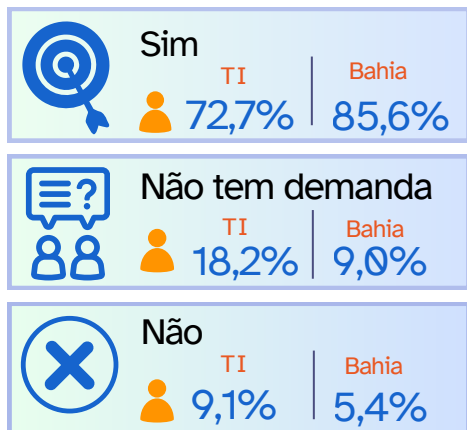 Sim
TI Bahia
72,7% 85,6%
?
Não tem demanda
TI Bahia
18,2% 9,0%
Não
TI Bahia
9,1% 5,4%